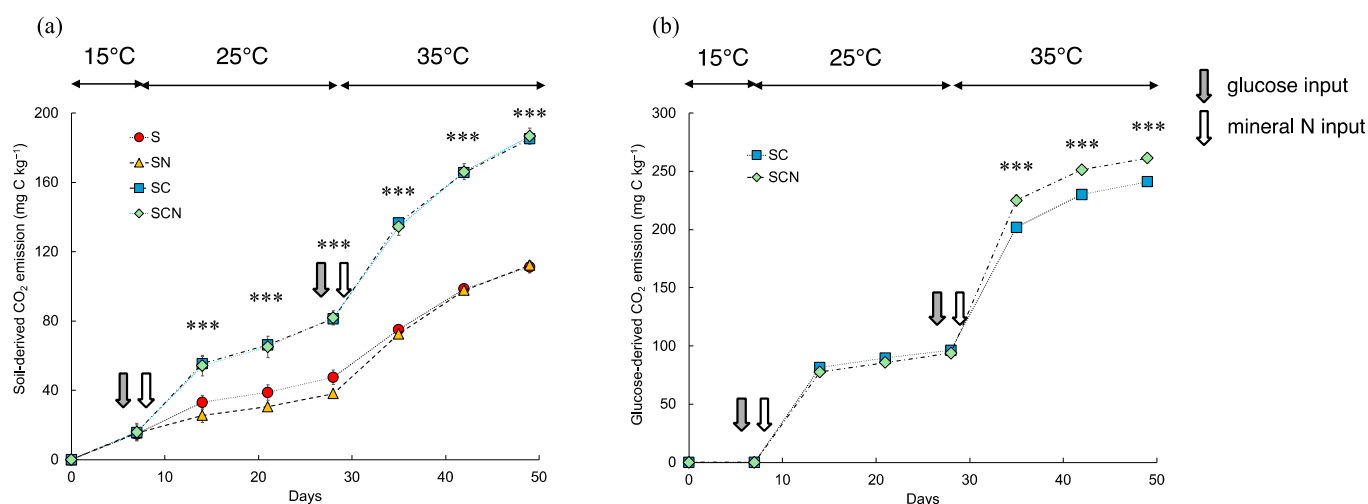 (a)
15°C 25°C 35°C
Soil-derived CO₂ emission (mg C kg⁻¹)
200
160
120
80
40
0
S
SN
SC
SCN
*** *** *** *** *** ***
0 10 20 30 40 50
Days
(b)
15°C 25°C 35°C
Glucose-derived CO₂ emission (mg C kg⁻¹)
300
250
200
150
100
50
0
SC
SCN
*** *** ***
0 10 20 30 40 50
Days
glucose input
mineral N input